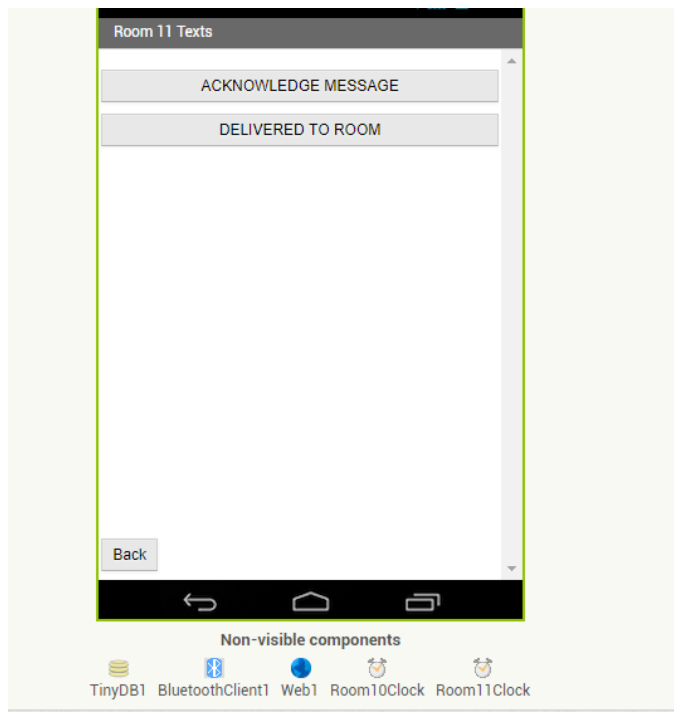 Room 11 Texts
ACKNOWLEDGE MESSAGE
DELIVERED TO ROOM
Back
Non-visible components
TinyDB1 BluetoothClient1 Web1 Room10Clock Room11Clock